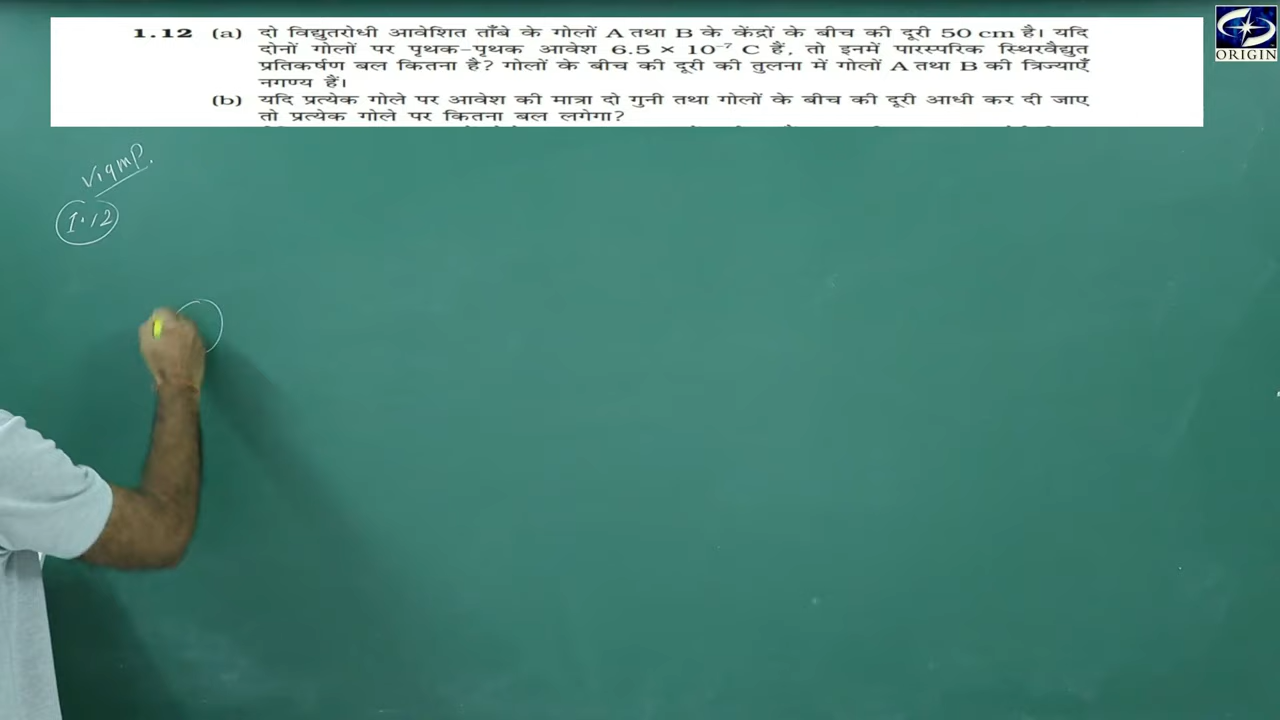 1.12 (a) दो विद्युतरोधी आवेशित ताँबे के गोलों A तथा B के केंद्रों के बीच की दूरी 50 cm है। यदि
दोनों गोलों पर पृथक-पृथक आवेश 6.5 × 10⁻⁷ C हैं, तो इनमें पारस्परिक स्थिरवैद्युत
प्रतिकर्षण बल कितना है? गोलों के बीच की दूरी की तुलना में गोलों A तथा B की त्रिज्याएँ
नगण्य हैं।
(b) यदि प्रत्येक गोले पर आवेश की मात्रा दो गुनी तथा गोलों के बीच की दूरी आधी कर दी जाए
तो प्रत्येक गोले पर कितना बल लगेगा?
ORIGIN
1.12